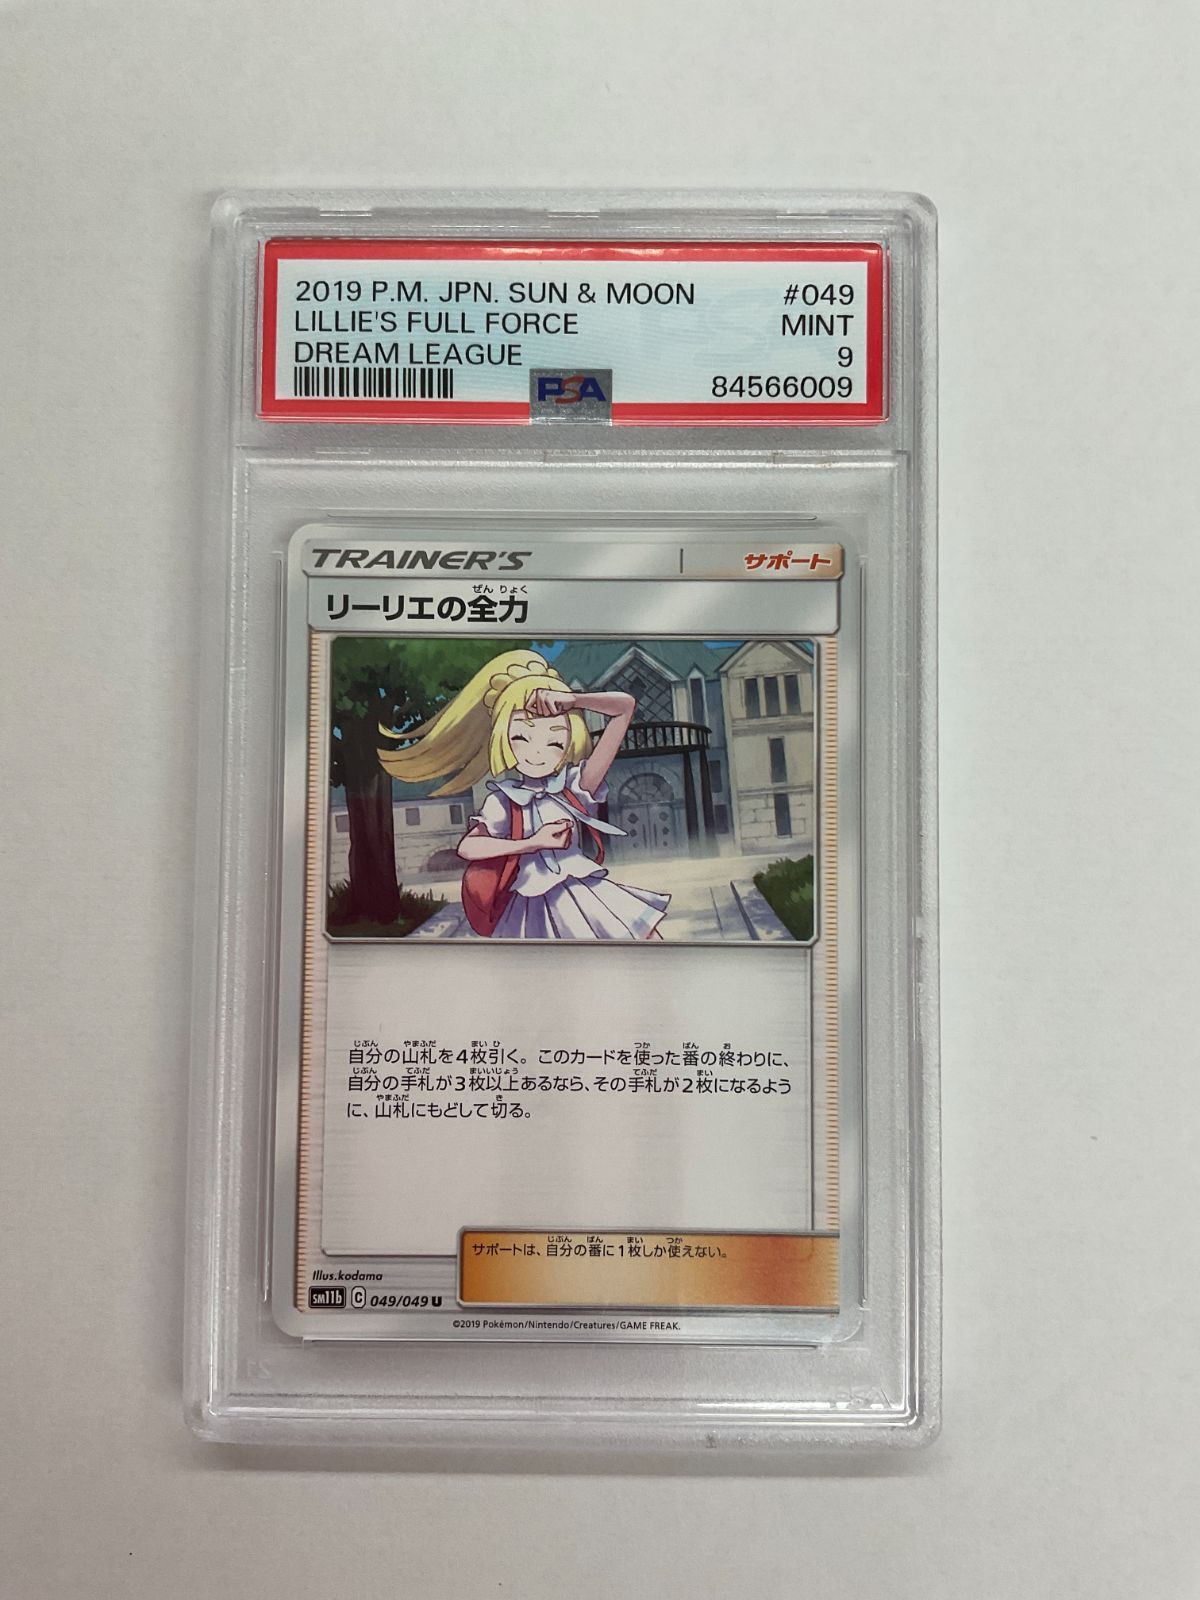 2019 P.M. JPN. SUN & MOON #049
LILLIE'S FULL FORCE MINT
DREAM LEAGUE 9
PSA 84566009
TRAINER'S サポート
ぜんりょく
リーリエの全力
じぶん やまふだ まい ひ つか ばん お
自分の山札を4枚引く。このカードを使った番の終わりに、
じぶん てふだ まいいじょう てふだ まい
自分の手札が3枚以上あるなら、その手札が2枚になるよう
やまふだ き
に、山札にもどして切る。
じぶん ばん まい つか
サポートは、自分の番に1枚しか使えない。
Illus.kodama
sm11b C 049/049 U
©2019 Pokémon/Nintendo/Creatures/GAME FREAK.
PSA